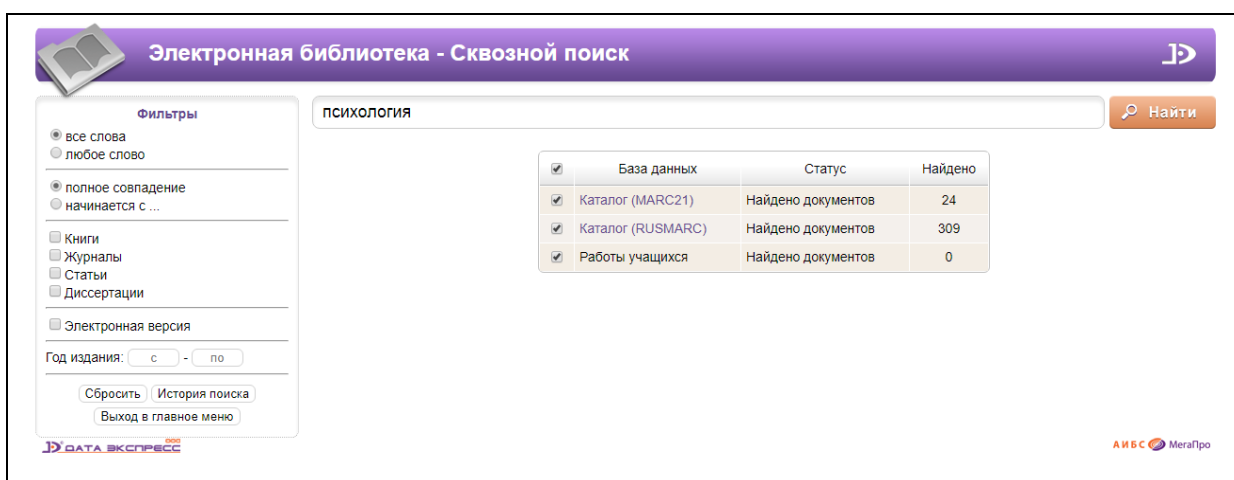 Электронная библиотека - Сквозной поиск
Фильтры
все слова
любое слово
полное совпадение
начинается с ...
Книги
Журналы
Статьи
Диссертации
Электронная версия
Год издания: с - по
Сбросить История поиска
Выход в главное меню
психология
Найти
База данных Статус Найдено
Каталог (MARC21) Найдено документов 24
Каталог (RUSMARC) Найдено документов 309
Работы учащихся Найдено документов 0
ДАТА ЭКСПРЕСС ООО
АИБС МегаПро